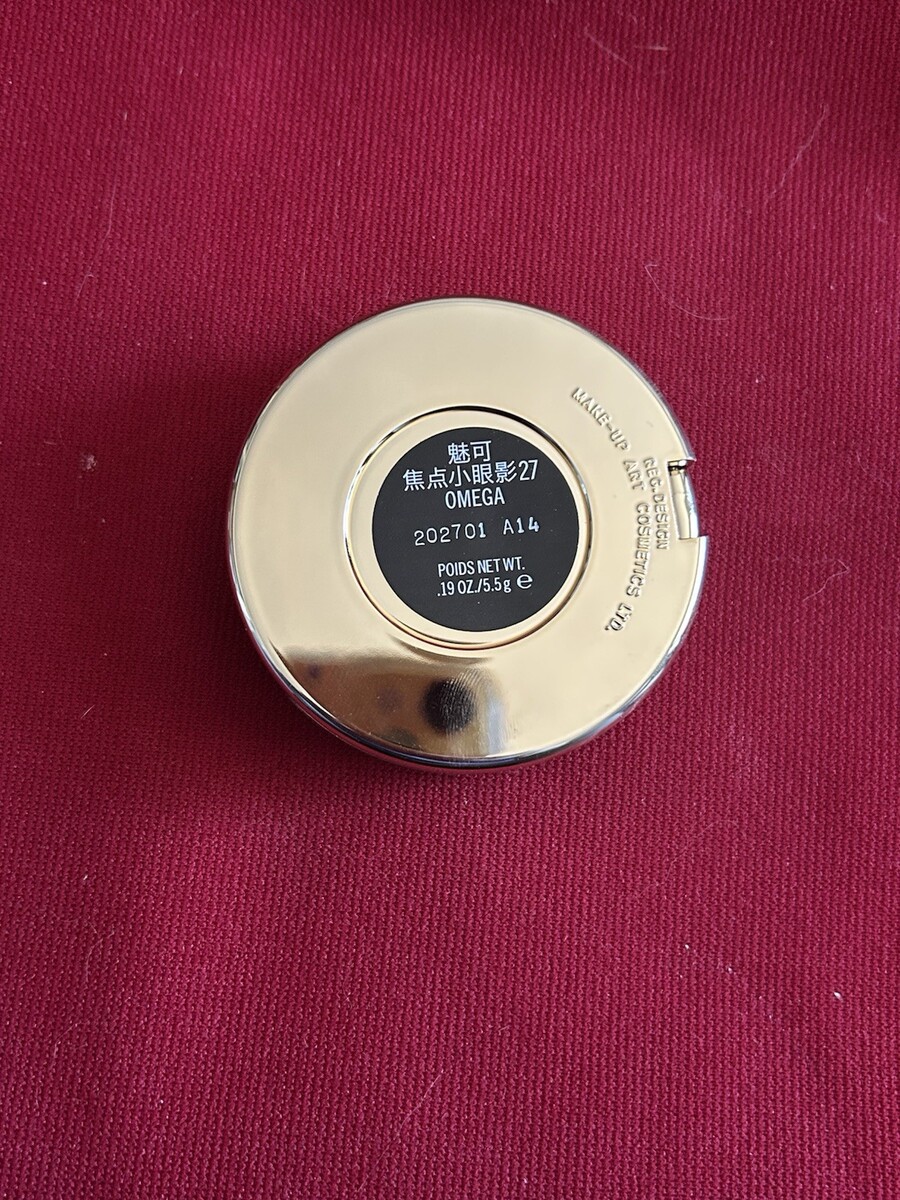 魅可
焦点小眼影27
OMEGA
202701 A14
POIDS NET WT.
.19 OZ./5.5g ℮
MAKE-UP ART COSMETICS LTD.
REG.DESIGN